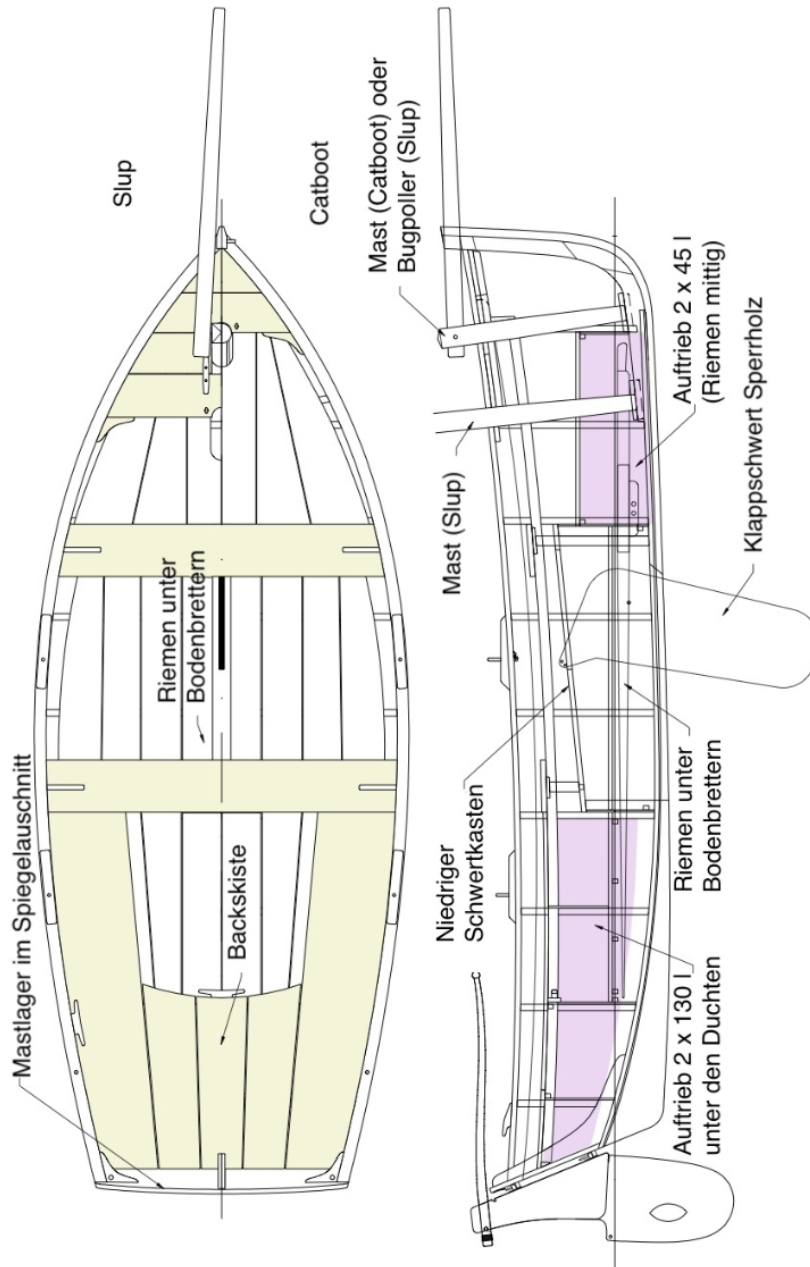 Mastlager im Spiegelauschnitt
Backskiste
Riemen unter
Bodenbrettern
Slup
Catboot
Mast (Catboot) oder
Bugpoller (Slup)
Mast (Slup)
Niedriger
Schwertkasten
Auftrieb 2 x 130 l
unter den Duchten
Riemen unter
Bodenbrettern
Klappschwert Sperrholz
Auftrieb 2 x 45 l
(Riemen mittig)